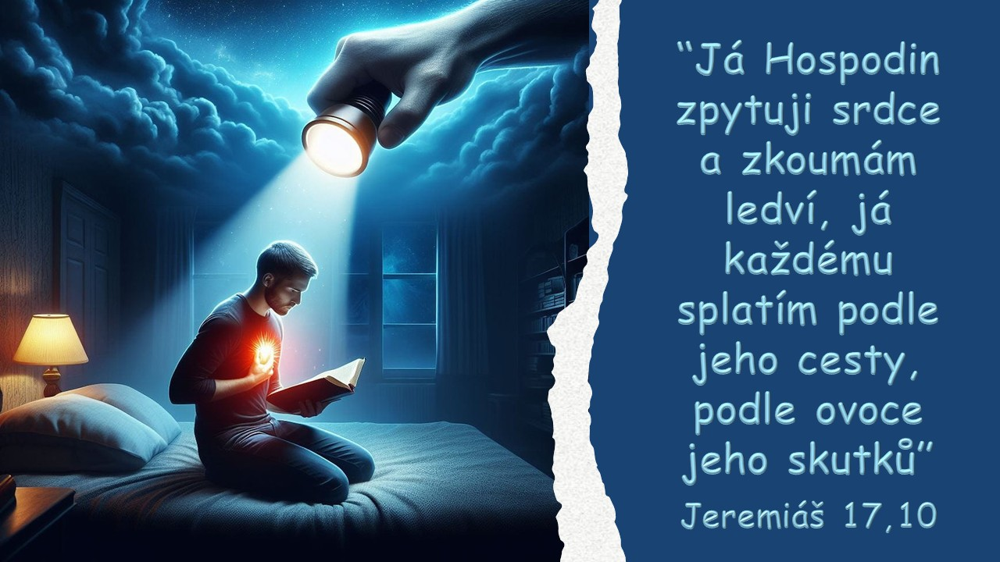 “Já Hospodin
zpytuji srdce
a zkoumám
ledví, já
každému
splatím podle
jeho cesty,
podle ovoce
jeho skutků”
Jeremiáš 17,10